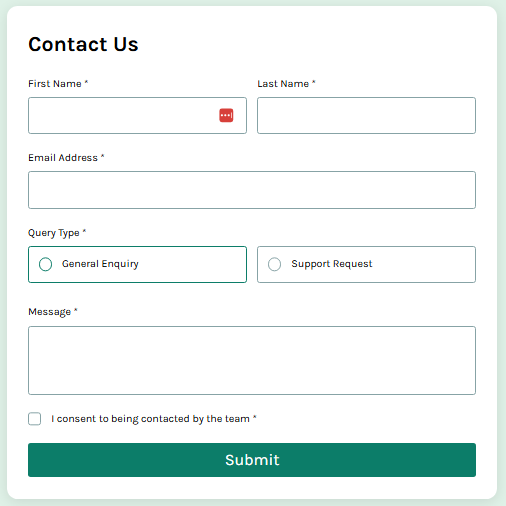 Contact Us
First Name *
Last Name *
Email Address *
Query Type *
General Enquiry
Support Request
Message *
I consent to being contacted by the team *
Submit